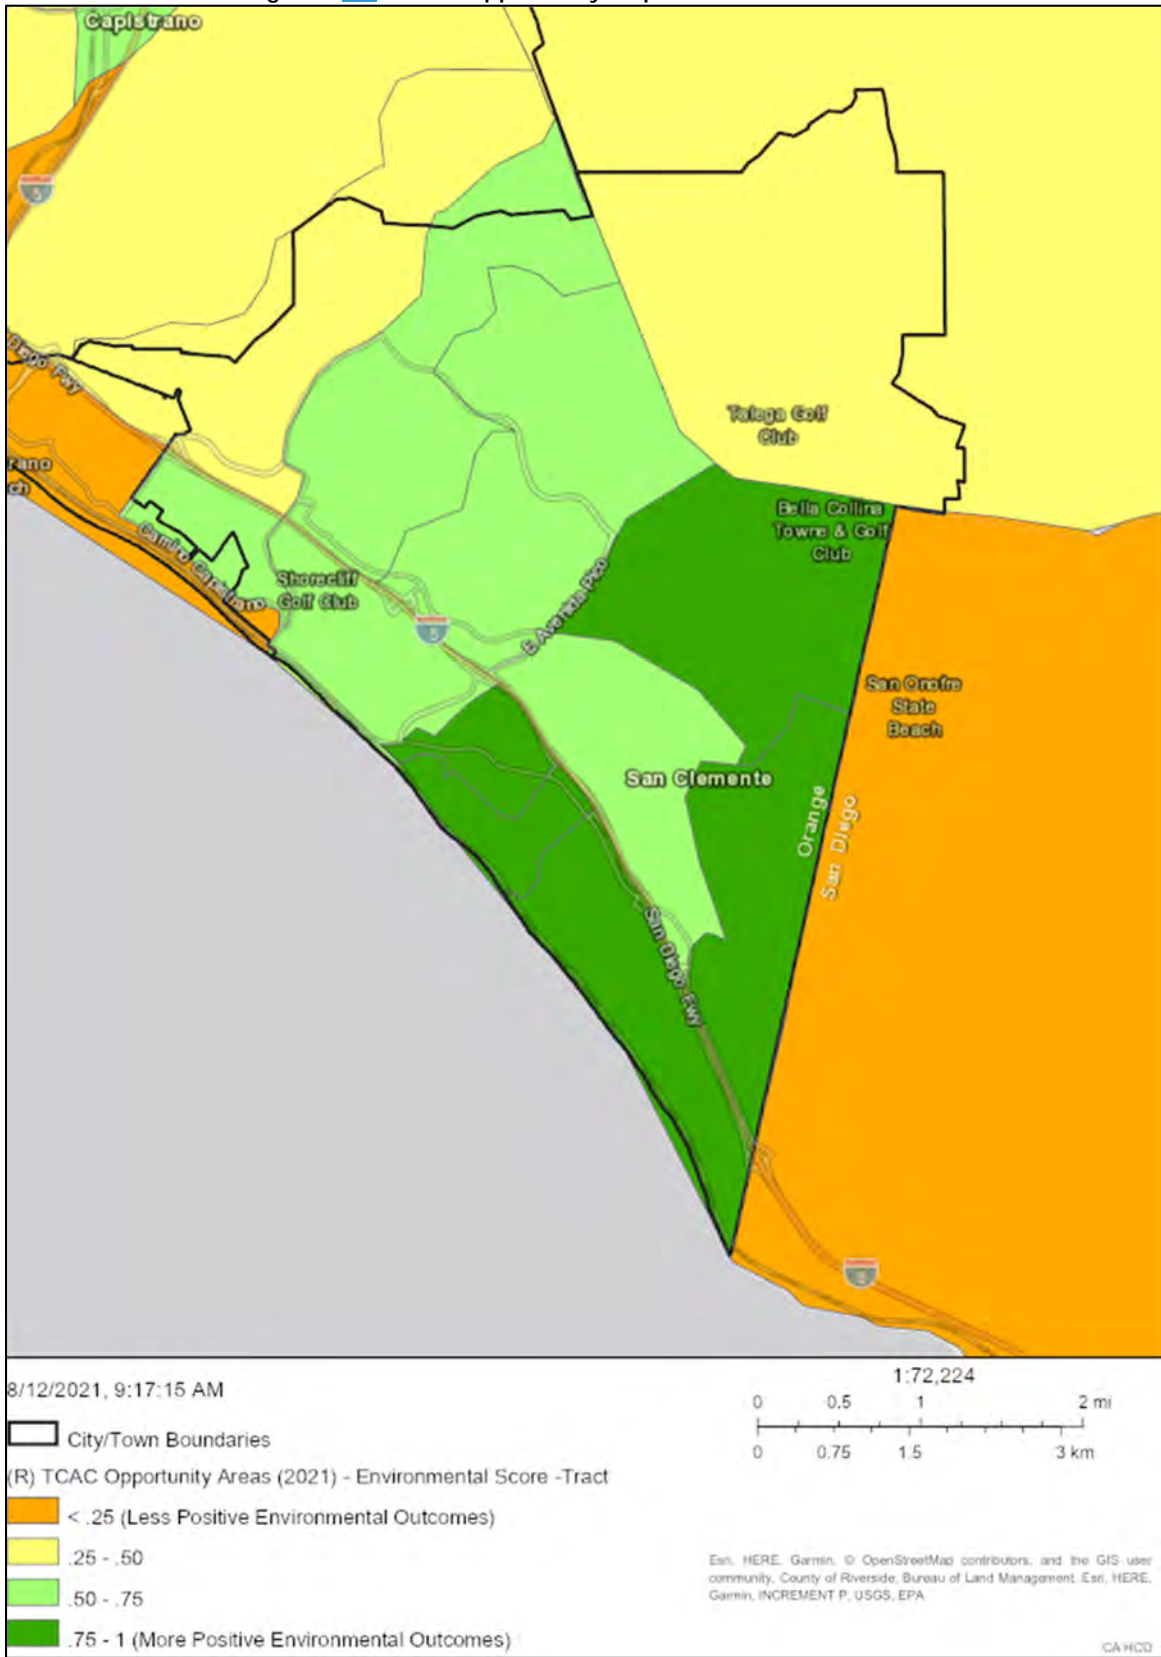 Capistrano
5
Diego Fwy
Talega Golf
Club
rano
ch
Bella Collina
Towne & Golf
Club
Camino Capistrano
Shorecliff
Golf Club
5
E Avenida Pico
San Onofre
State
Beach
San Clemente
Orange
San Diego
San Diego Fwy
5
8/12/2021, 9:17:15 AM
1:72,224
0 0.5 1 2 mi
0 0.75 1.5 3 km
City/Town Boundaries
(R) TCAC Opportunity Areas (2021) - Environmental Score -Tract
< .25 (Less Positive Environmental Outcomes)
.25 - .50
.50 - .75
.75 - 1 (More Positive Environmental Outcomes)
Esri, HERE, Garmin, © OpenStreetMap contributors, and the GIS user
community, County of Riverside, Bureau of Land Management, Esri, HERE,
Garmin, INCREMENT P, USGS, EPA
CA HCD